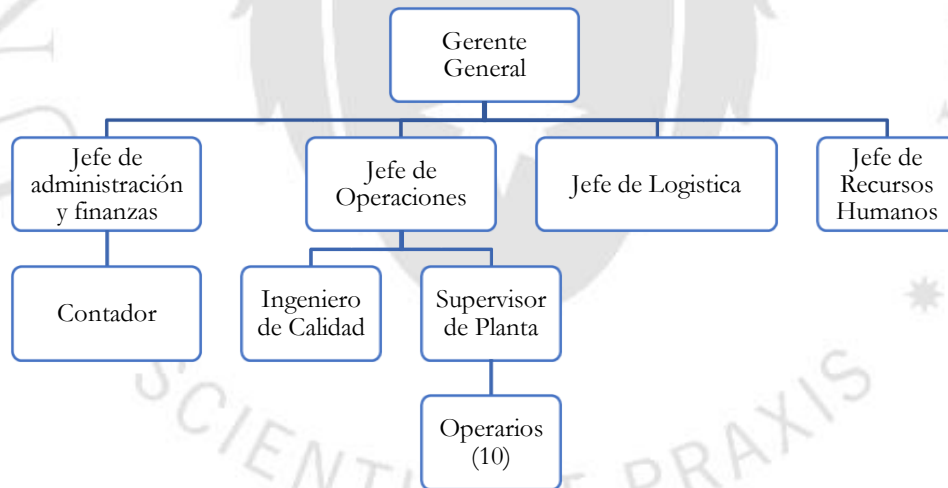 Gerente
General
Jefe de
administración
y finanzas
Jefe de
Operaciones
Jefe de Logistica
Jefe de
Recursos
Humanos
Contador
Ingeniero
de Calidad
Supervisor
de Planta
Operarios
(10)
PRAXIS